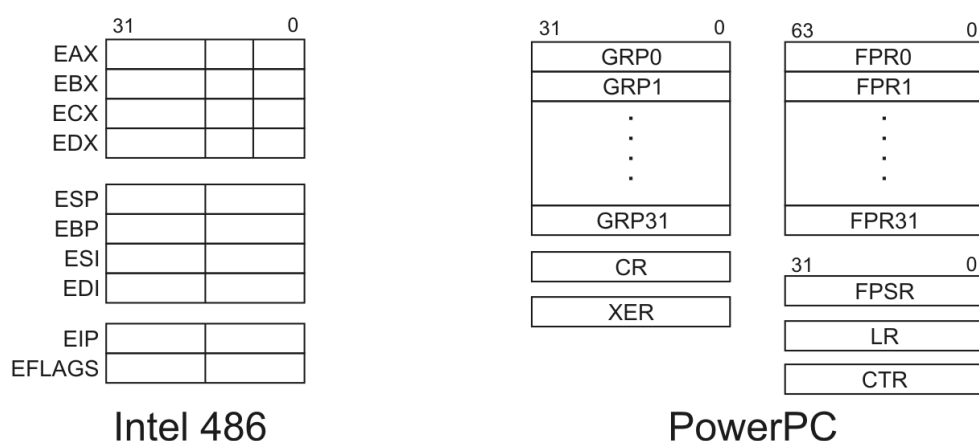 31 0
EAX
EBX
ECX
EDX
ESP
EBP
ESI
EDI
EIP
EFLAGS
Intel 486
31 0
GRP0
GRP1
GRP31
CR
XER
63 0
FPR0
FPR1
FPR31
31 0
FPSR
LR
CTR
PowerPC